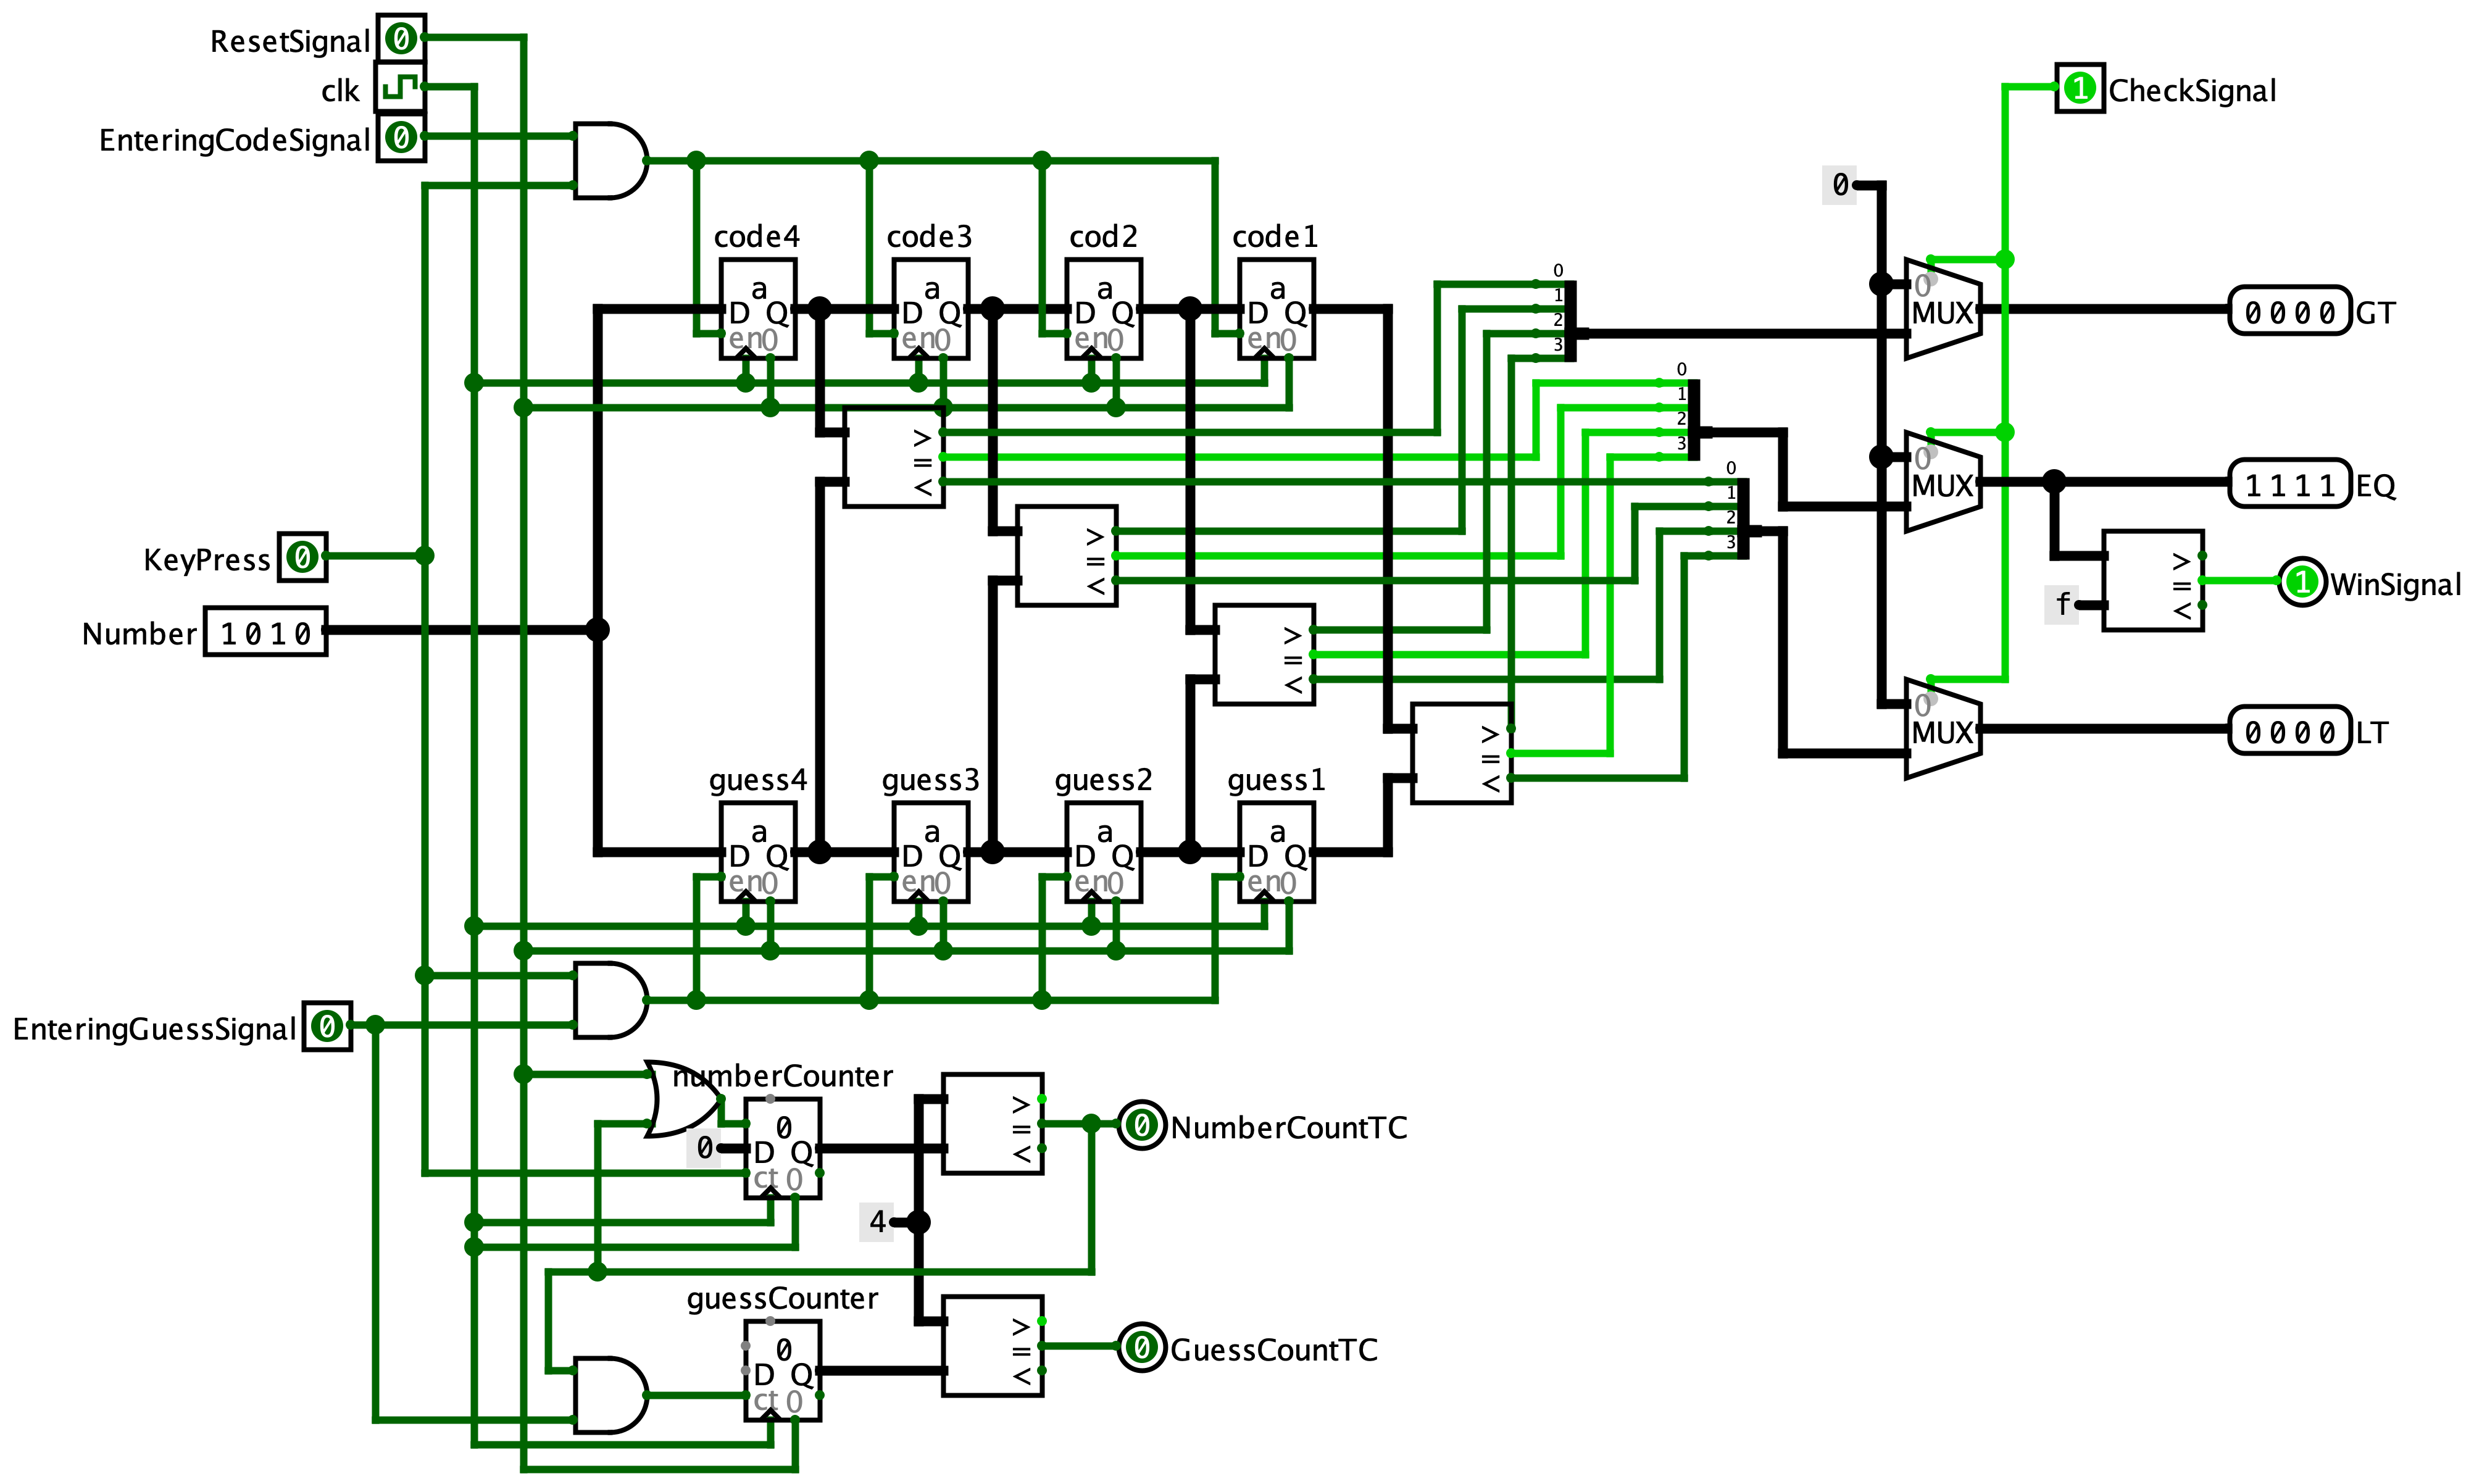 ResetSignal 0
clk
EnteringCodeSignal 0
1 CheckSignal
0
code4 code3 cod2 code1
a a a a
D Q D Q D Q D Q
en 0 en 0 en 0 en 0
0
1
2
3
0
MUX
0000 GT
0
1
2
3
0
MUX
1111 EQ
0
1
2
3
>
=
<
>
=
<
>
=
<
>
=
<
>
=
<
f
1 WinSignal
KeyPress 0
Number 1010
0
MUX
0000 LT
guess4 guess3 guess2 guess1
a a a a
D Q D Q D Q D Q
en 0 en 0 en 0 en 0
EnteringGuessSignal 0
numberCounter
0
0 D Q
ct 0
>
=
<
0 NumberCountTC
4
guessCounter
0
D Q
ct 0
>
=
<
0 GuessCountTC